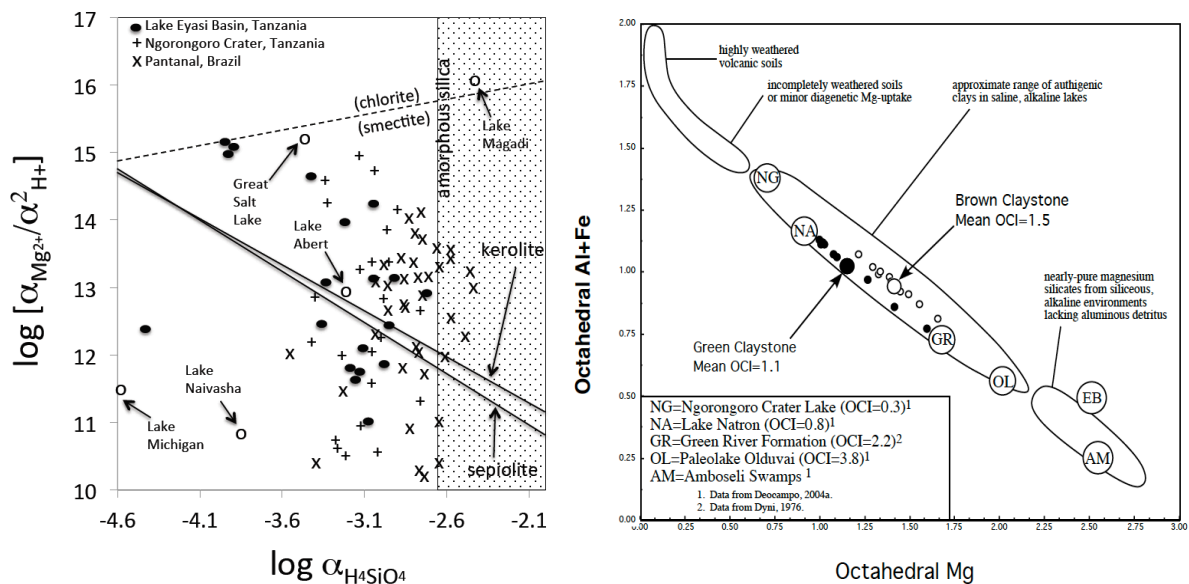 17
16
15
14
13
12
11
10
log [αMg²⁺/α²H+]
-4.6
-4.1
-3.6
-3.1
-2.6
-2.1
log αH⁴SiO⁴
Lake Eyasi Basin, Tanzania
+ Ngorongoro Crater, Tanzania
x Pantanal, Brazil
(chlorite)
(smectite)
amorphous silica
Lake
Magadi
Great
Salt
Lake
Lake
Abert
kerolite
Lake
Naivasha
Lake
Michigan
sepiolite
2.00
1.75
1.50
1.25
1.00
0.75
0.50
0.25
0.00
Octahedral Al+Fe
0.00
0.25
0.50
0.75
1.00
1.25
1.50
1.75
2.00
2.25
2.50
2.75
3.00
Octahedral Mg
highly weathered
volcanic soils
incompletely weathered soils
or minor diagenetic Mg-uptake
approximate range of authigenic
clays in saline, alkaline lakes
NG
NA
Brown Claystone
Mean OCI=1.5
nearly-pure magnesium
silicates from siliceous,
alkaline environments
lacking aluminous detritus
Green Claystone
Mean OCI=1.1
GR
OL
EB
AM
NG=Ngorongoro Crater Lake (OCI=0.3)¹
NA=Lake Natron (OCI=0.8)¹
GR=Green River Formation (OCI=2.2)²
OL=Paleolake Olduvai (OCI=3.8)¹
AM=Amboseli Swamps ¹
1. Data from Deocampo, 2004a.
2. Data from Dyni, 1976.